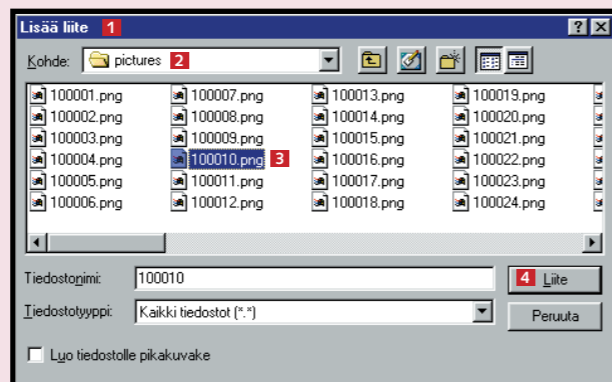 Lisää liite 1
Kohde: pictures 2
100001.png 100007.png 100013.png 100019.png
100002.png 100008.png 100014.png 100020.png
100003.png 100009.png 100015.png 100021.png
100004.png 100010.png 3 100016.png 100022.png
100005.png 100011.png 100017.png 100023.png
100006.png 100012.png 100018.png 100024.png
Tiedostonimi: 100010 4 Liite
Tiedostotyyppi: Kaikki tiedostot (*.*) Peruuta
Luo tiedostolle pikakuvake